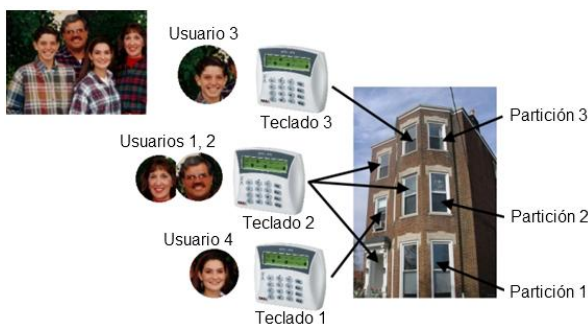 Usuario 3
Teclado 3
Partición 3
Usuarios 1, 2
Teclado 2
Partición 2
Usuario 4
Teclado 1
Partición 1